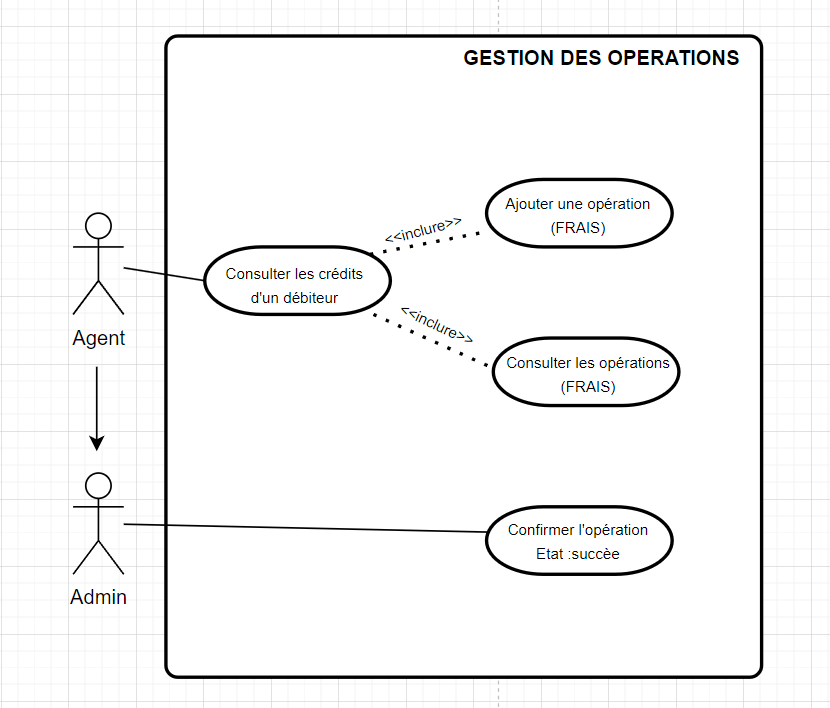 GESTION DES OPERATIONS
Ajouter une opération
(FRAIS)
<<inclure>>
Consulter les crédits
d'un débiteur
<<inclure>>
Agent
Consulter les opérations
(FRAIS)
Confirmer l'opération
Etat :succèe
Admin